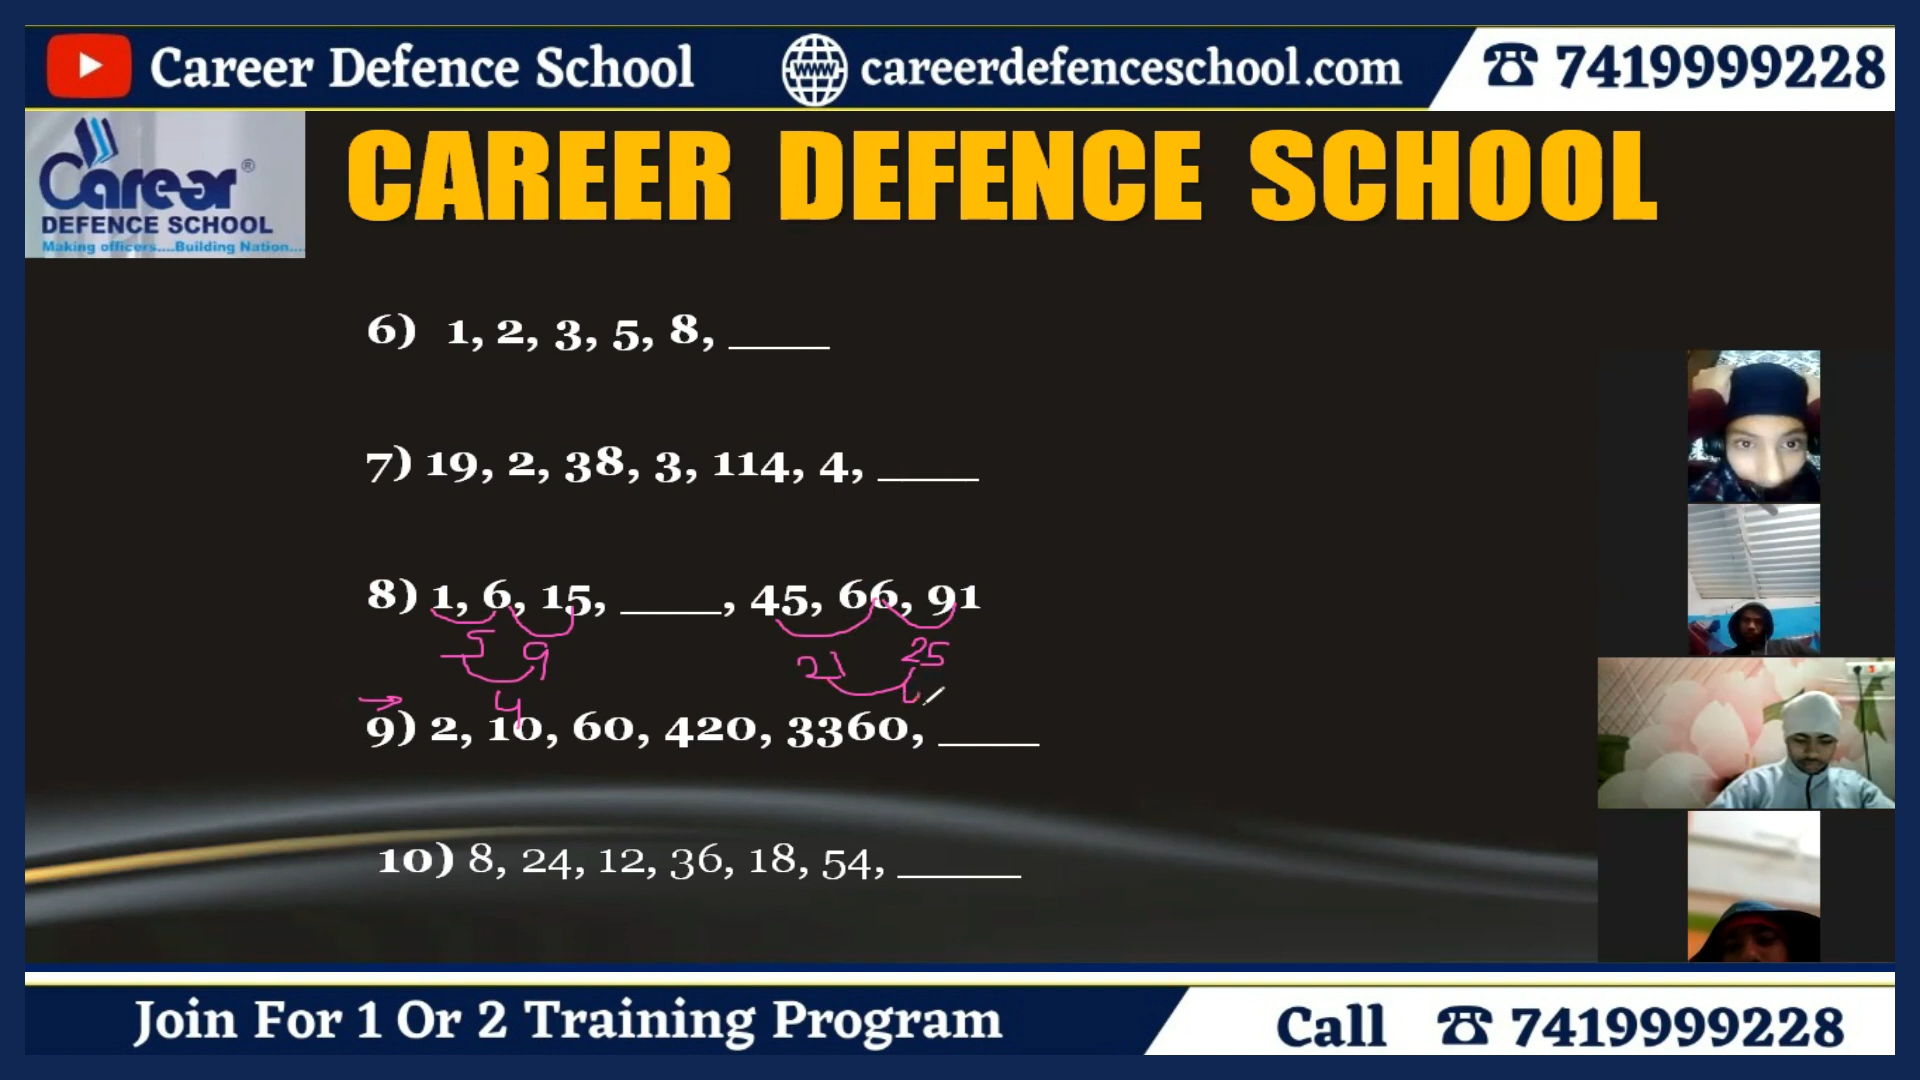 Career Defence School www careerdefenceschool.com ☎ 7419999228
Carear ®
DEFENCE SCHOOL
Making officers....Building Nation....
CAREER DEFENCE SCHOOL
6) 1, 2, 3, 5, 8, ____
7) 19, 2, 38, 3, 114, 4, ____
8) 1, 6, 15, ____, 45, 66, 91
5 9 21 25
4
9) 2, 10, 60, 420, 3360, ____
10) 8, 24, 12, 36, 18, 54, _____
Join For 1 Or 2 Training Program Call ☎ 7419999228